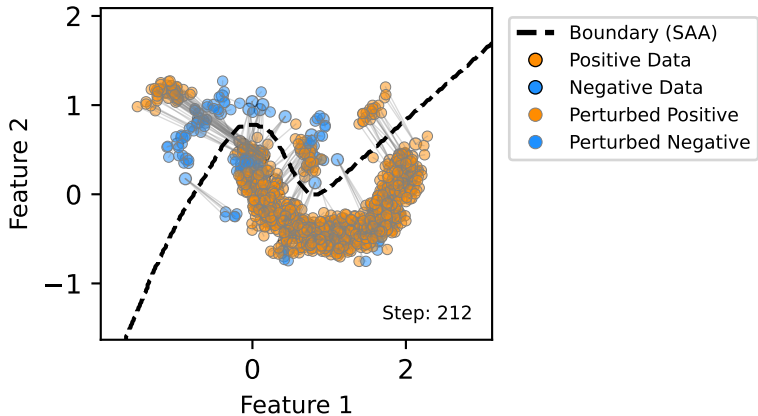 2
1
0
−1
Feature 2
0
2
Feature 1
Step: 212
Boundary (SAA)
Positive Data
Negative Data
Perturbed Positive
Perturbed Negative